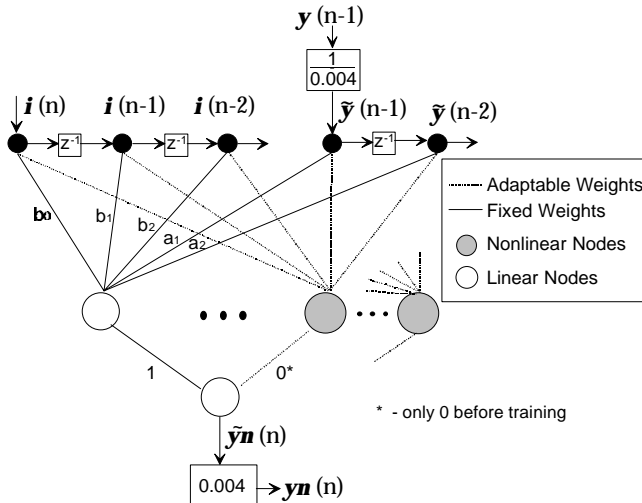 y (n-1)
1
0.004
i (n) i (n-1) i (n-2) ỹ (n-1) ỹ (n-2)
z⁻¹ z⁻¹ z⁻¹
b₀ b₁ b₂ a₁ a₂
Adaptable Weights
Fixed Weights
Nonlinear Nodes
Linear Nodes
1 0*
* - only 0 before training
ỹn (n)
0.004 yn (n)